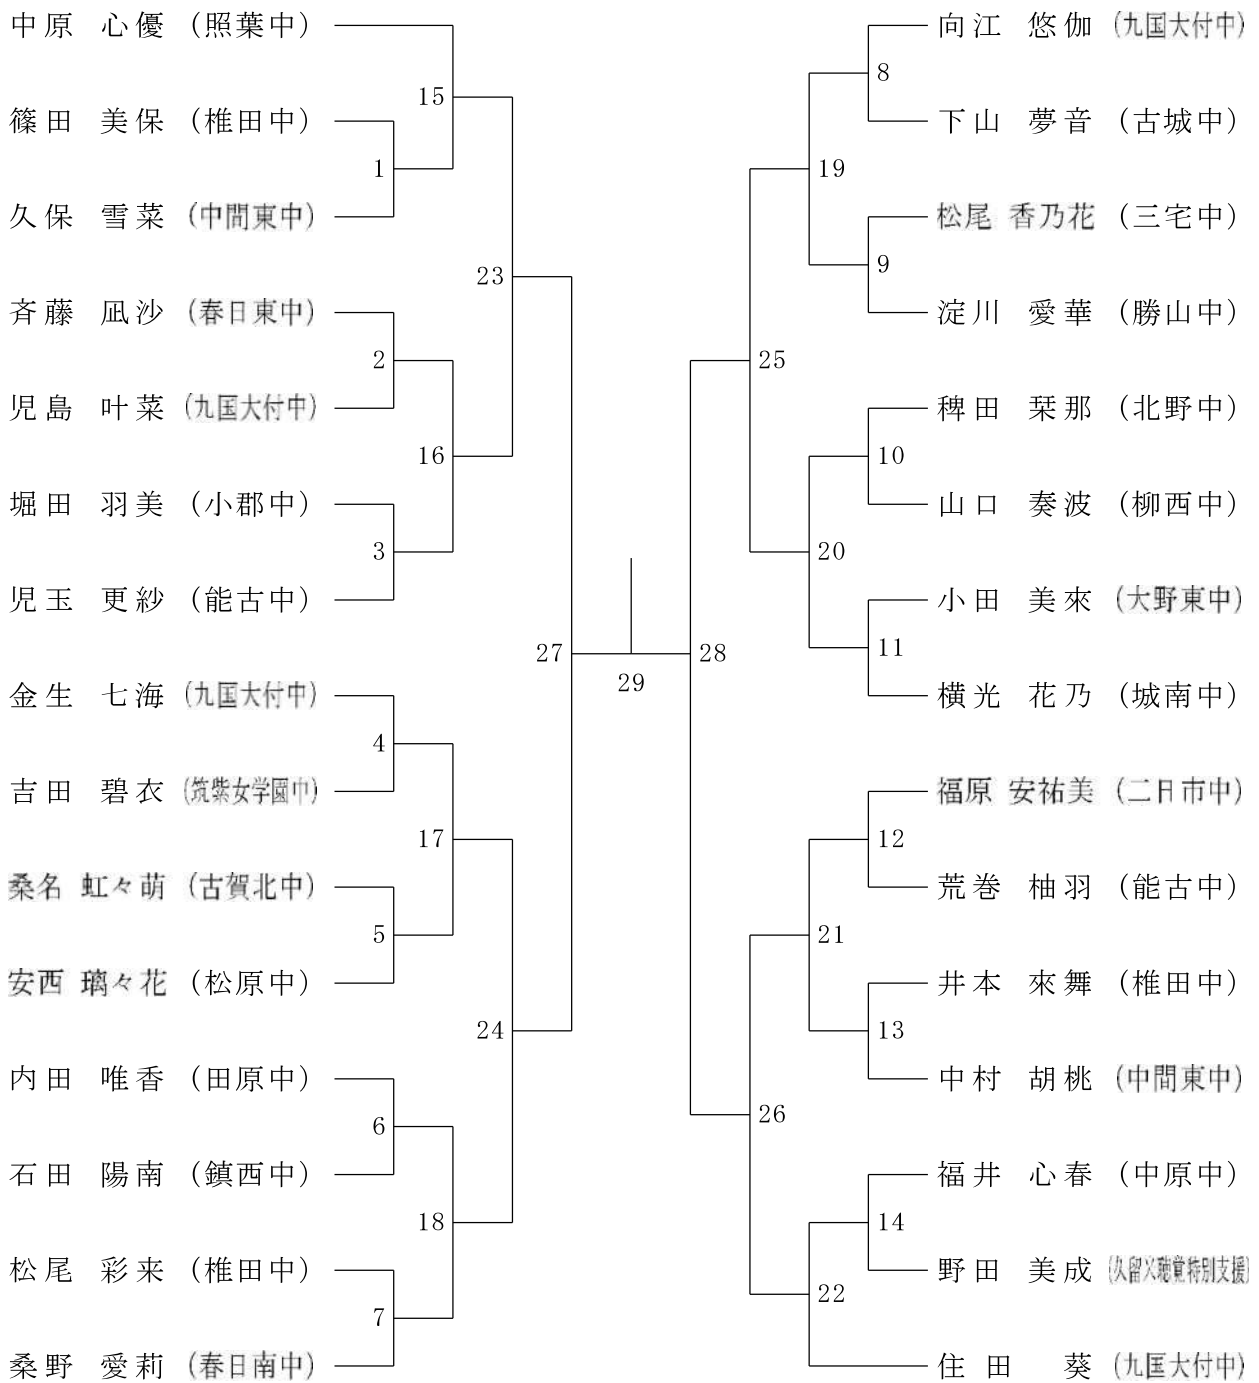 中原 心優 (照葉中)
篠田 美保 (椎田中)
久保 雪菜 (中間東中)
斉藤 凪沙 (春日東中)
児島 叶菜 (九国大付中)
堀田 羽美 (小郡中)
児玉 更紗 (能古中)
金生 七海 (九国大付中)
吉田 碧衣 (筑紫女学園中)
桑名 虹々萌 (古賀北中)
安西 璃々花 (松原中)
内田 唯香 (田原中)
石田 陽南 (鎮西中)
松尾 彩来 (椎田中)
桑野 愛莉 (春日南中)
1
2
3
4
5
6
7
15
16
17
18
23
24
27
29
28
25
26
19
20
21
22
8
9
10
11
12
13
14
向江 悠伽 (九国大付中)
下山 夢音 (古城中)
松尾 香乃花 (三宅中)
淀川 愛華 (勝山中)
稗田 栞那 (北野中)
山口 奏波 (柳西中)
小田 美來 (大野東中)
横光 花乃 (城南中)
福原 安祐美 (二日市中)
荒巻 柚羽 (能古中)
井本 來舞 (椎田中)
中村 胡桃 (中間東中)
福井 心春 (中原中)
野田 美成 (久留米聴覚特別支援)
住田 葵 (九国大付中)